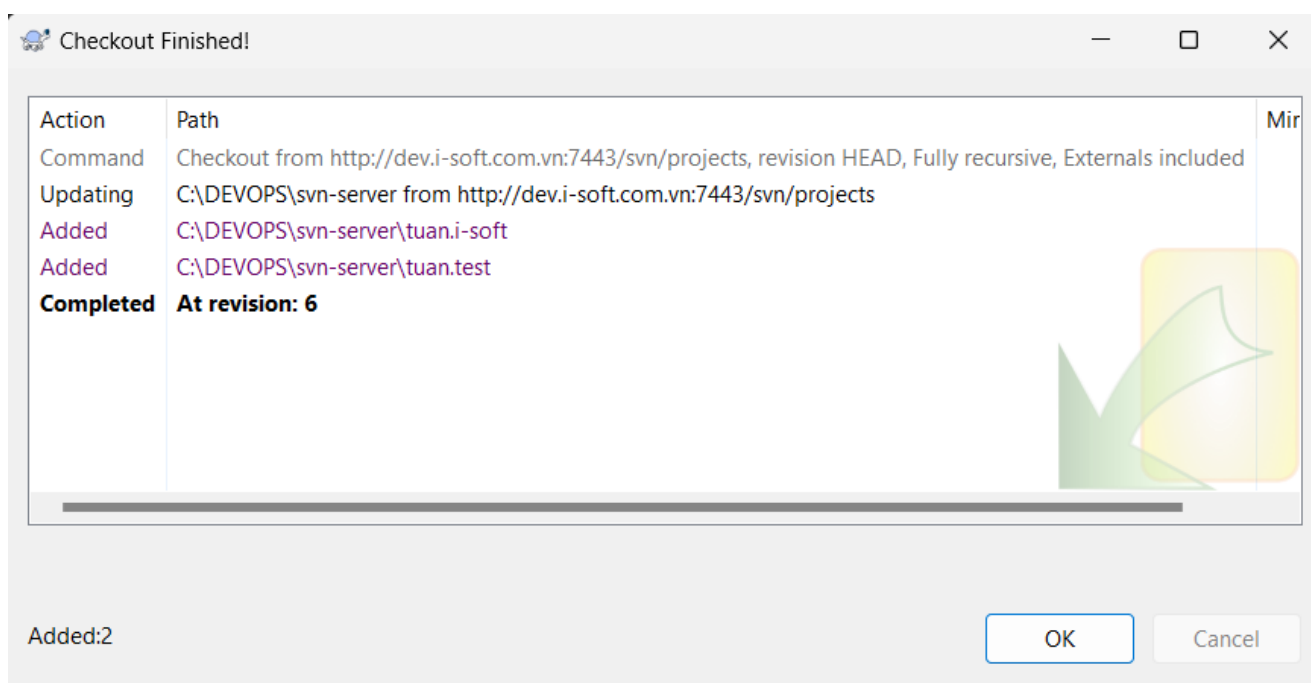 Checkout Finished!
Action Path Mir
Command Checkout from http://dev.i-soft.com.vn:7443/svn/projects, revision HEAD, Fully recursive, Externals included
Updating C:\DEVOPS\svn-server from http://dev.i-soft.com.vn:7443/svn/projects
Added C:\DEVOPS\svn-server\tuan.i-soft
Added C:\DEVOPS\svn-server\tuan.test
Completed At revision: 6
Added:2
OK Cancel